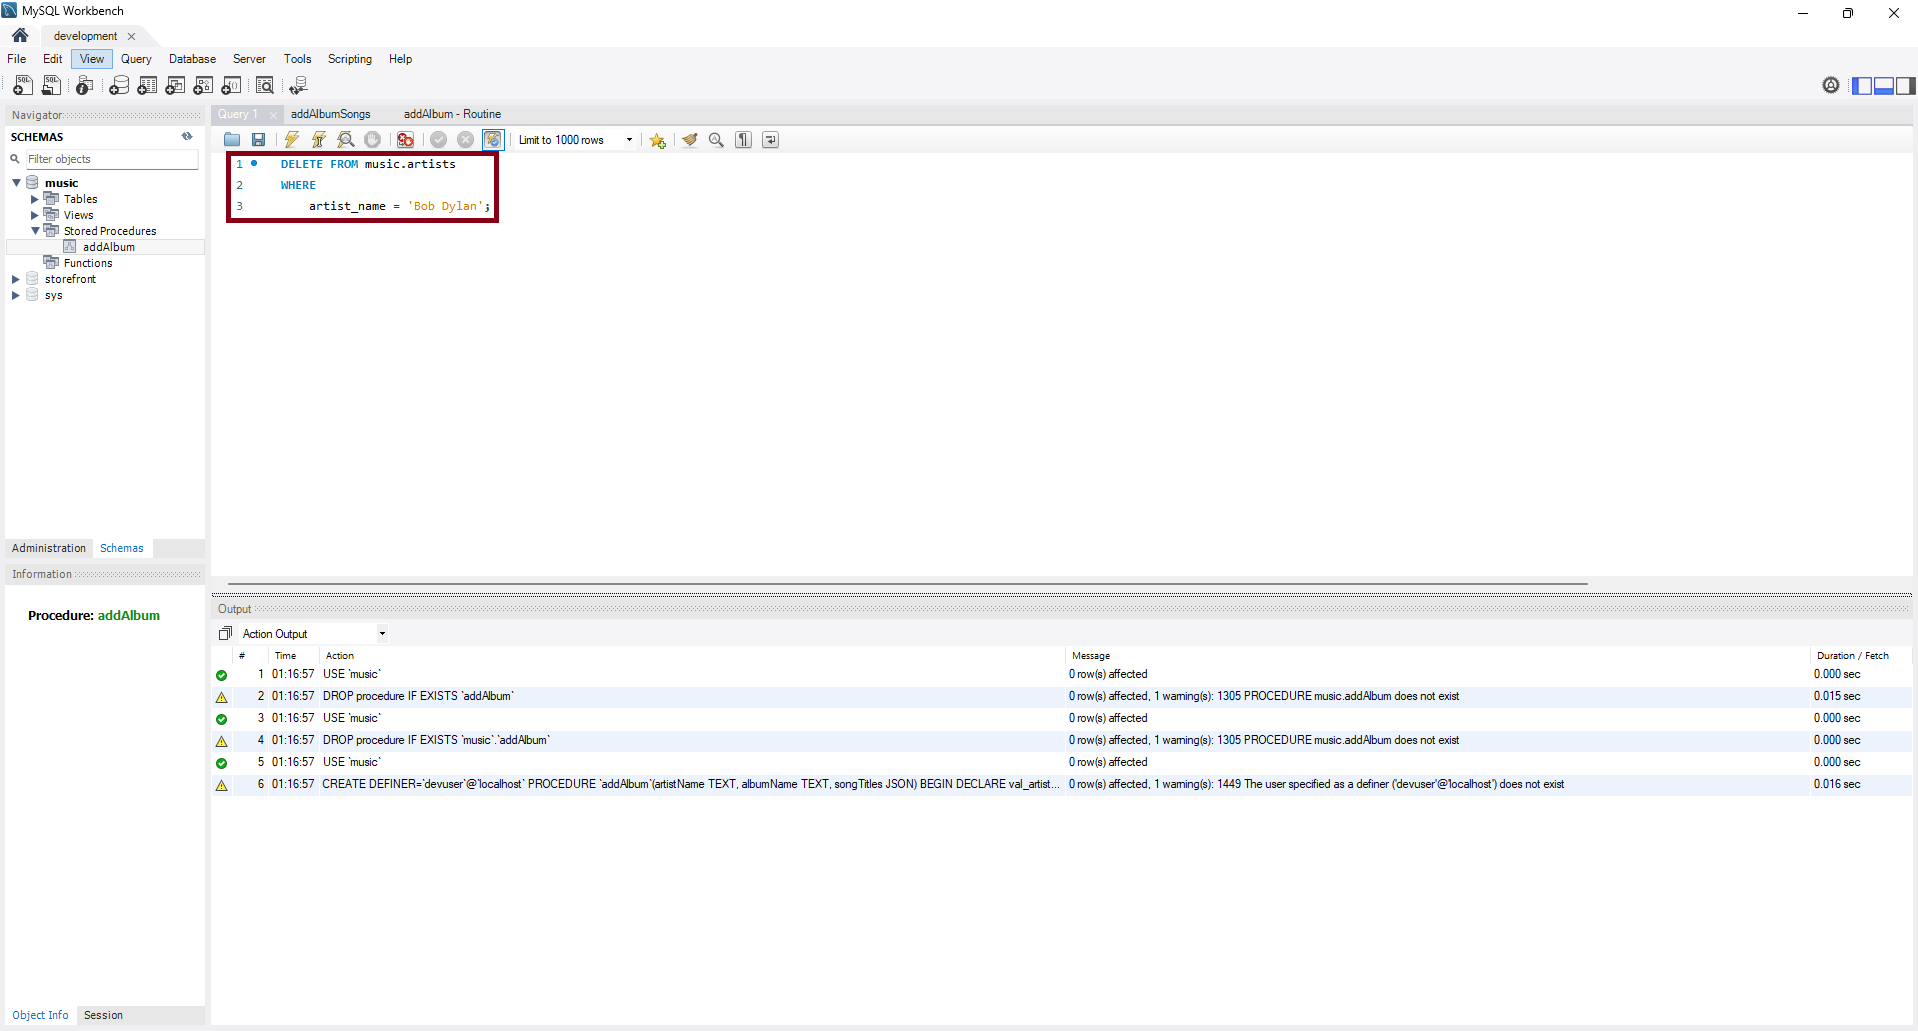 MySQL Workbench
development
File Edit View Query Database Server Tools Scripting Help
Navigator
SCHEMAS
Filter objects
music
Tables
Views
Stored Procedures
addAlbum
Functions
storefront
sys
Administration Schemas
Information
Procedure: addAlbum
Object Info Session
Query 1 addAlbumSongs addAlbum - Routine
Limit to 1000 rows
1 DELETE FROM music.artists
2 WHERE
3 artist_name = 'Bob Dylan';
Output
Action Output
# Time Action Message Duration / Fetch
1 01:16:57 USE `music` 0 row(s) affected 0.000 sec
2 01:16:57 DROP procedure IF EXISTS `addAlbum` 0 row(s) affected, 1 warning(s): 1305 PROCEDURE music.addAlbum does not exist 0.015 sec
3 01:16:57 USE `music` 0 row(s) affected 0.000 sec
4 01:16:57 DROP procedure IF EXISTS `music`.`addAlbum` 0 row(s) affected, 1 warning(s): 1305 PROCEDURE music.addAlbum does not exist 0.000 sec
5 01:16:57 USE `music` 0 row(s) affected 0.000 sec
6 01:16:57 CREATE DEFINER=`devuser`@`localhost` PROCEDURE `addAlbum`(artistName TEXT, albumName TEXT, songTitles JSON) BEGIN DECLARE val_artist... 0 row(s) affected, 1 warning(s): 1449 The user specified as a definer ('devuser'@'localhost') does not exist 0.016 sec